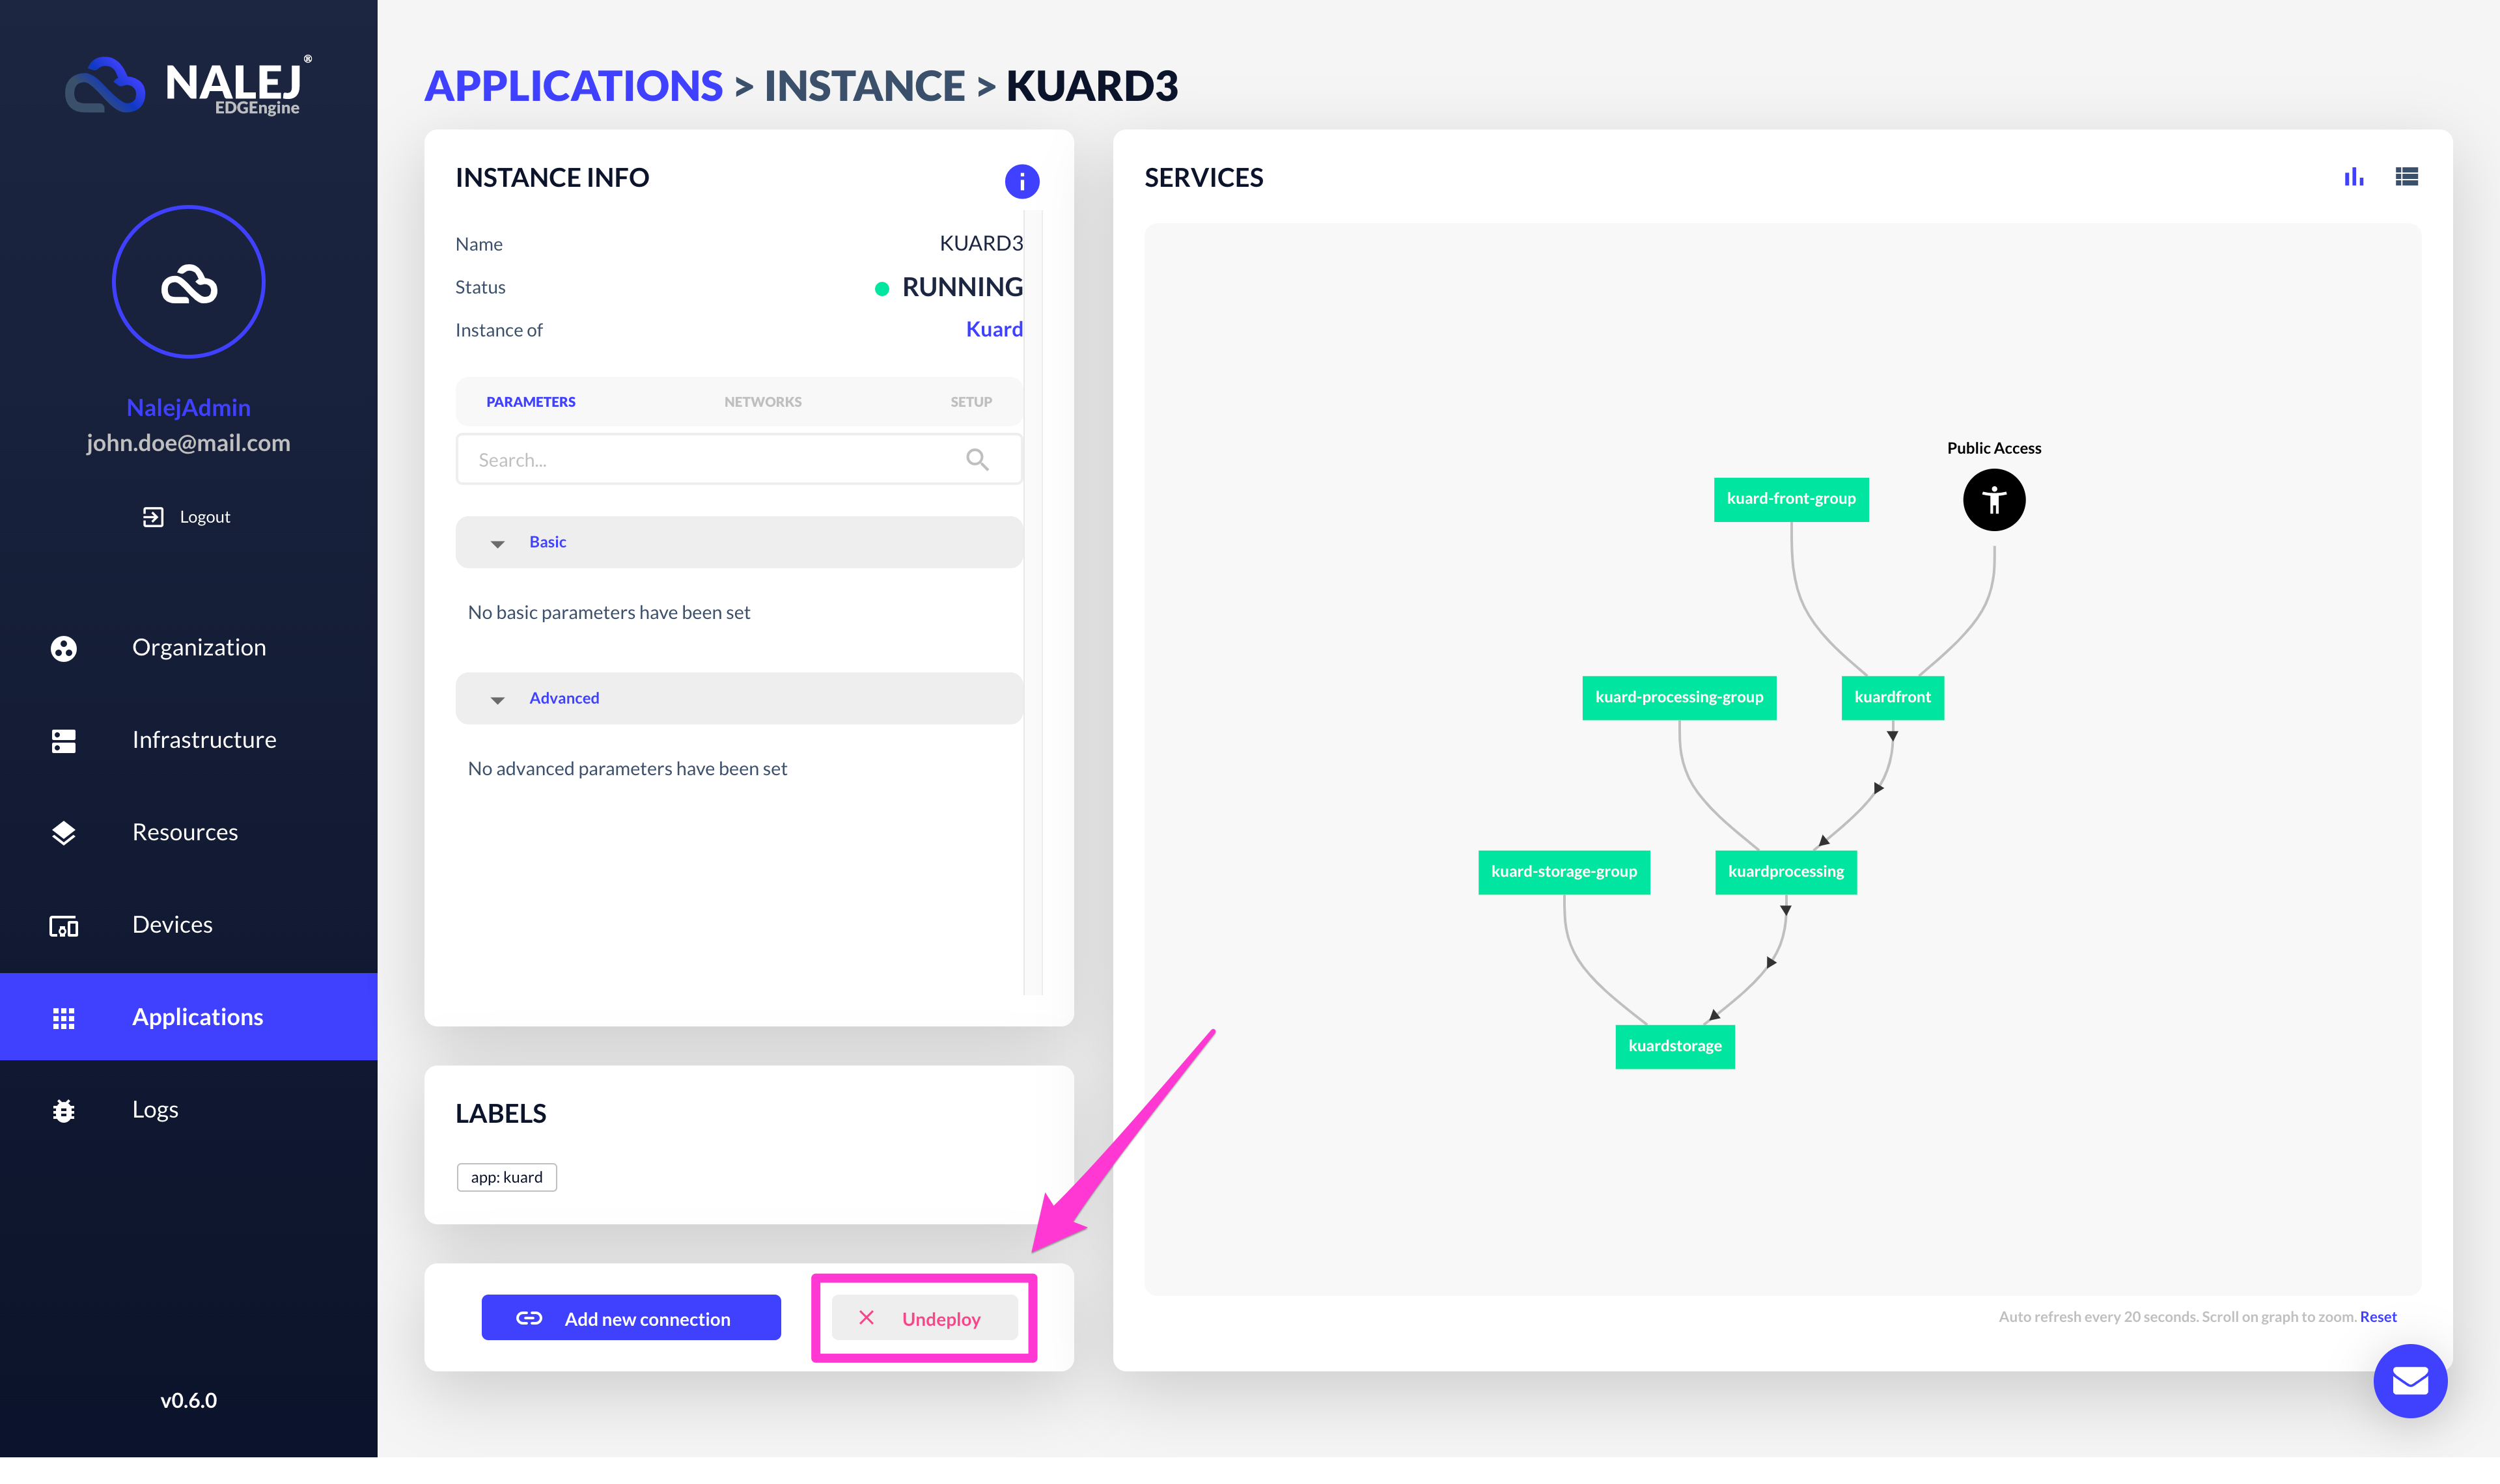 NALEJ®
EDGEngine
NalejAdmin
john.doe@mail.com
Logout
Organization
Infrastructure
Resources
Devices
Applications
Logs
v0.6.0
APPLICATIONS > INSTANCE > KUARD3
INSTANCE INFO
Name KUARD3
Status RUNNING
Instance of Kuard
PARAMETERS NETWORKS SETUP
Search...
Basic
No basic parameters have been set
Advanced
No advanced parameters have been set
LABELS
app: kuard
Add new connection Undeploy
SERVICES
Public Access
kuard-front-group
kuard-processing-group kuardfront
kuard-storage-group kuardprocessing
kuardstorage
Auto refresh every 20 seconds. Scroll on graph to zoom. Reset